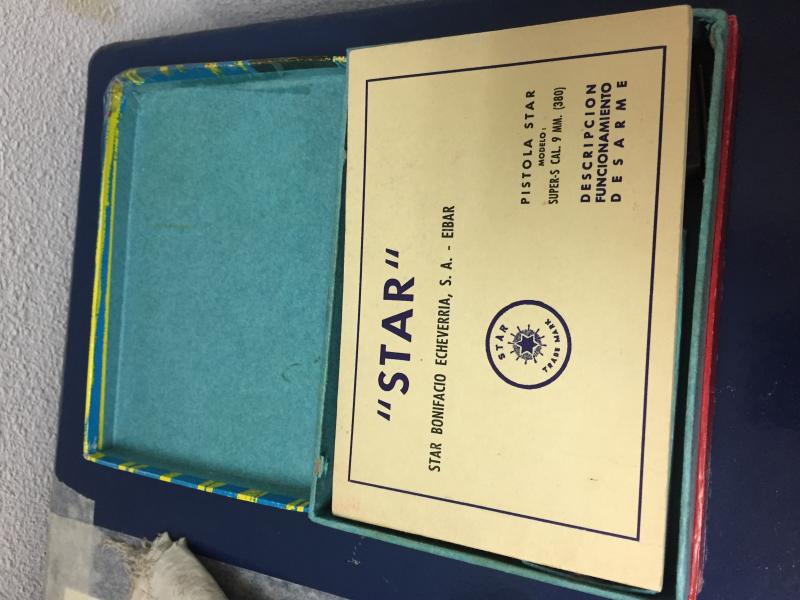 "STAR"
STAR BONIFACIO ECHEVERRIA, S. A. - EIBAR
STAR
TRADE MARK
PISTOLA STAR
MODELO:
SUPER-S CAL. 9 MM. (380)
DESCRIPCION
FUNCIONAMIENTO
DESARME